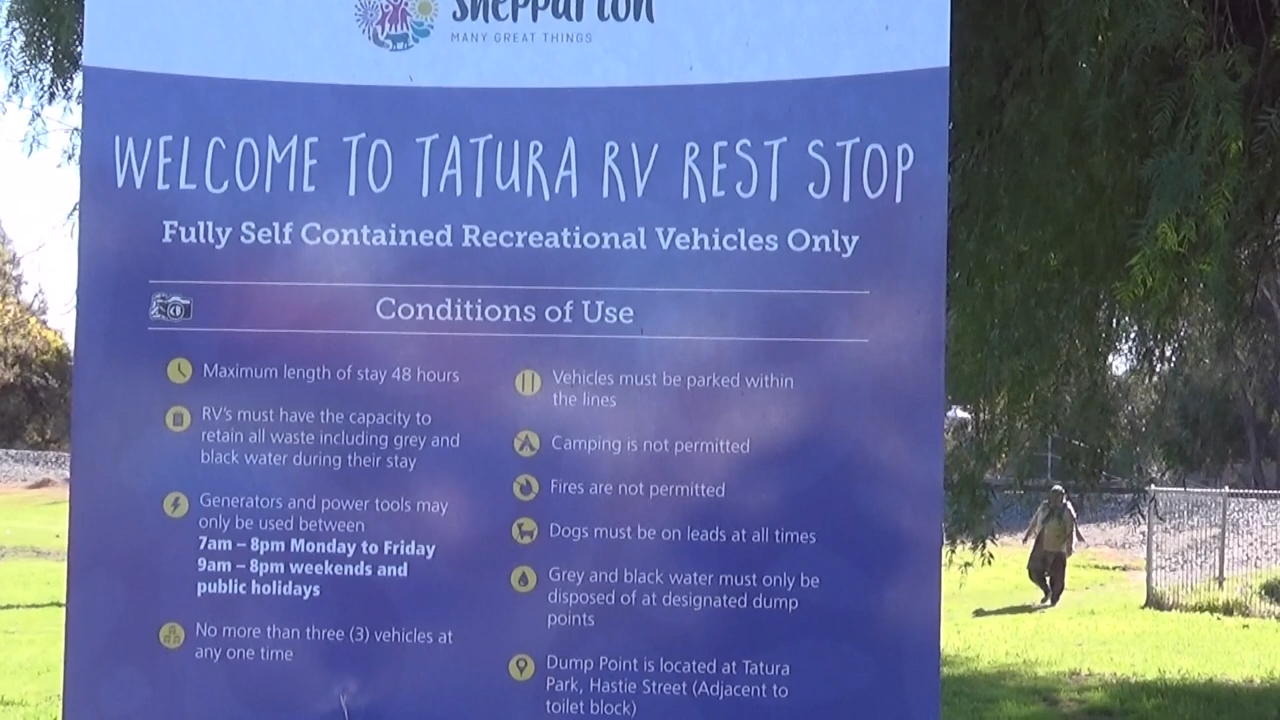 Shepparton
MANY GREAT THINGS
WELCOME TO TATURA RV REST STOP
Fully Self Contained Recreational Vehicles Only
Conditions of Use
Maximum length of stay 48 hours
RV's must have the capacity to
retain all waste including grey and
black water during their stay
Generators and power tools may
only be used between
7am – 8pm Monday to Friday
9am – 8pm weekends and
public holidays
No more than three (3) vehicles at
any one time
Vehicles must be parked within
the lines
Camping is not permitted
Fires are not permitted
Dogs must be on leads at all times
Grey and black water must only be
disposed of at designated dump
points
Dump Point is located at Tatura
Park, Hastie Street (Adjacent to
toilet block)